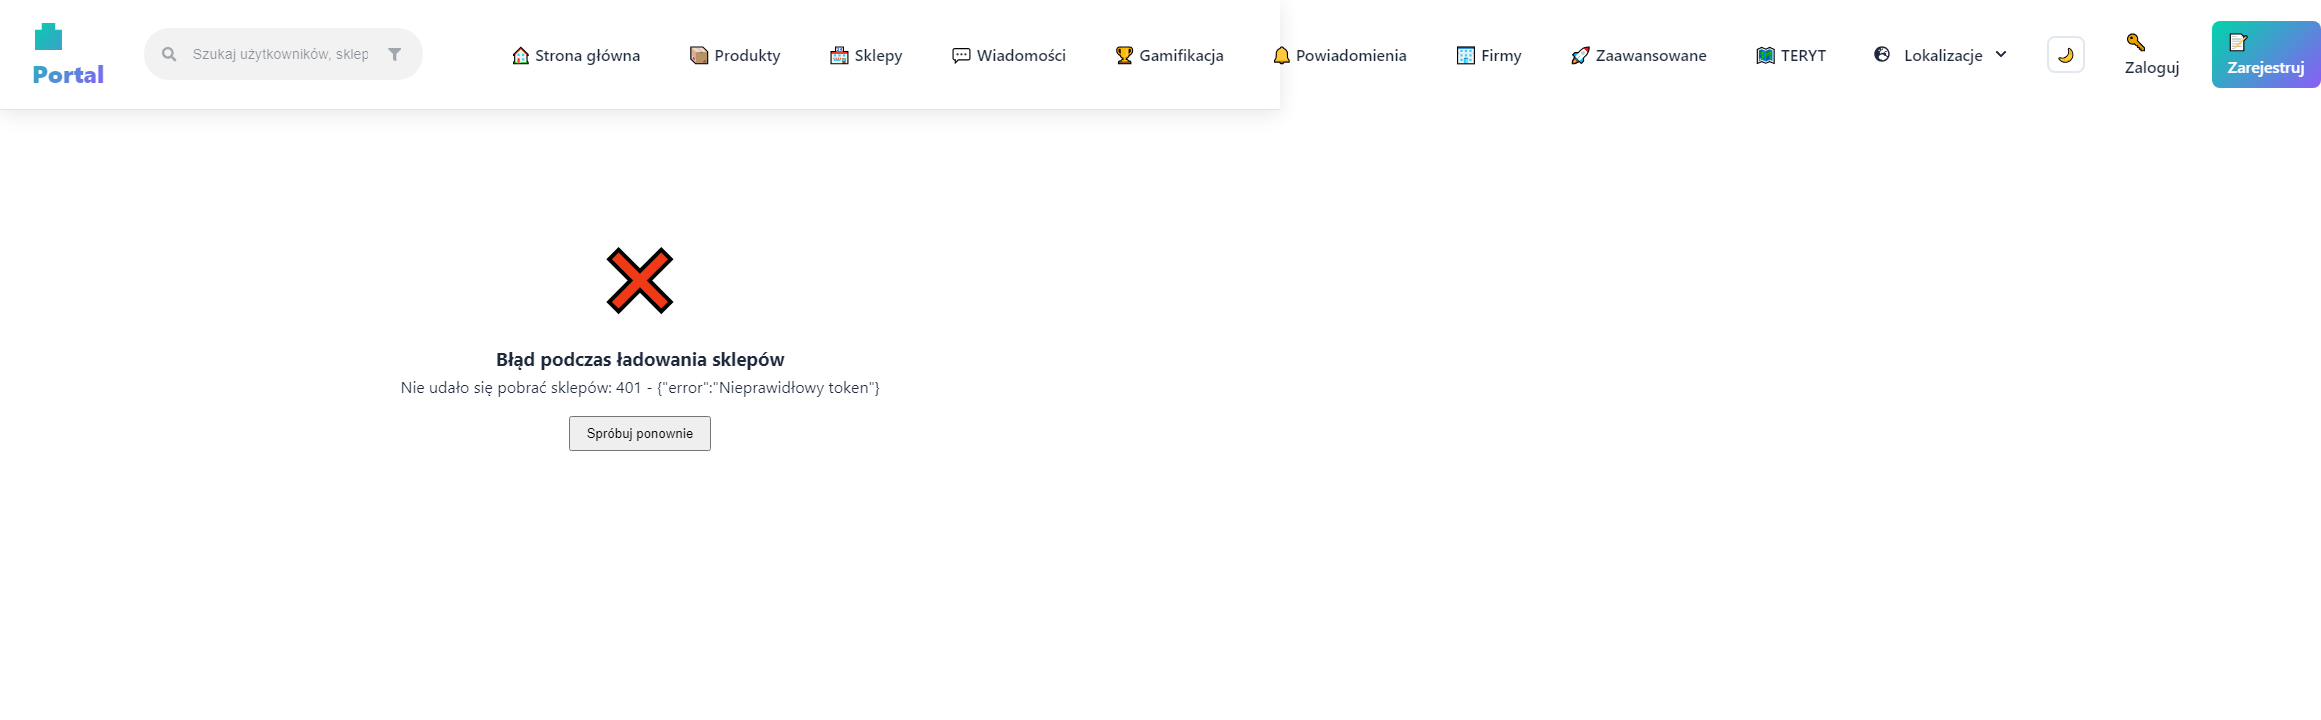 Portal
Szukaj użytkowników, sklep
Strona główna
Produkty
Sklepy
Wiadomości
Gamifikacja
Powiadomienia
Firmy
Zaawansowane
TERYT
Lokalizacje
Zaloguj
Zarejestruj
Błąd podczas ładowania sklepów
Nie udało się pobrać sklepów: 401 - {"error":"Nieprawidłowy token"}
Spróbuj ponownie